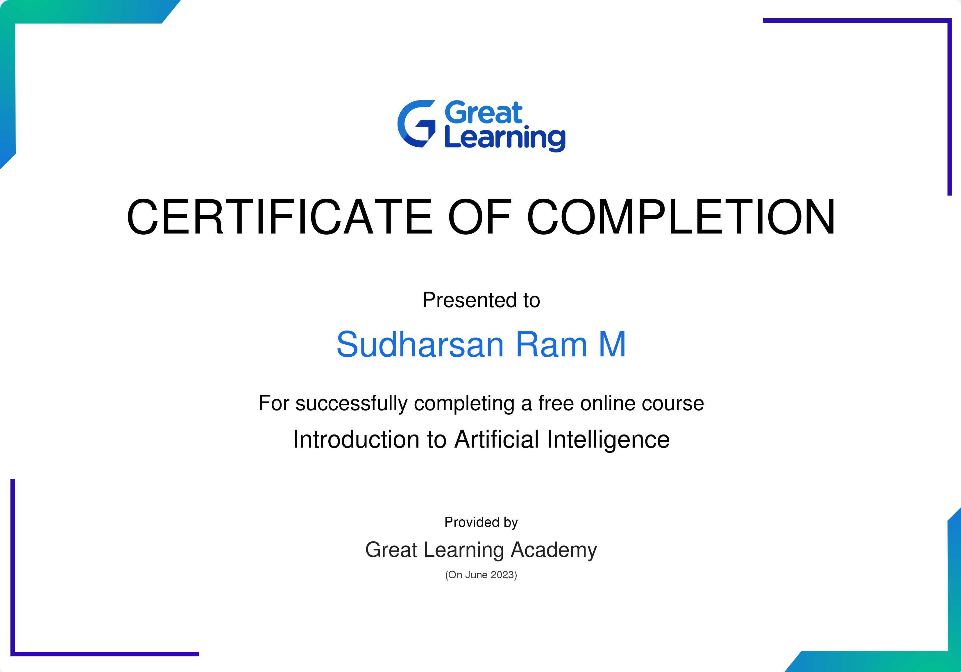 Great
Learning
CERTIFICATE OF COMPLETION
Presented to
Sudharsan Ram M
For successfully completing a free online course
Introduction to Artificial Intelligence
Provided by
Great Learning Academy
(On June 2023)